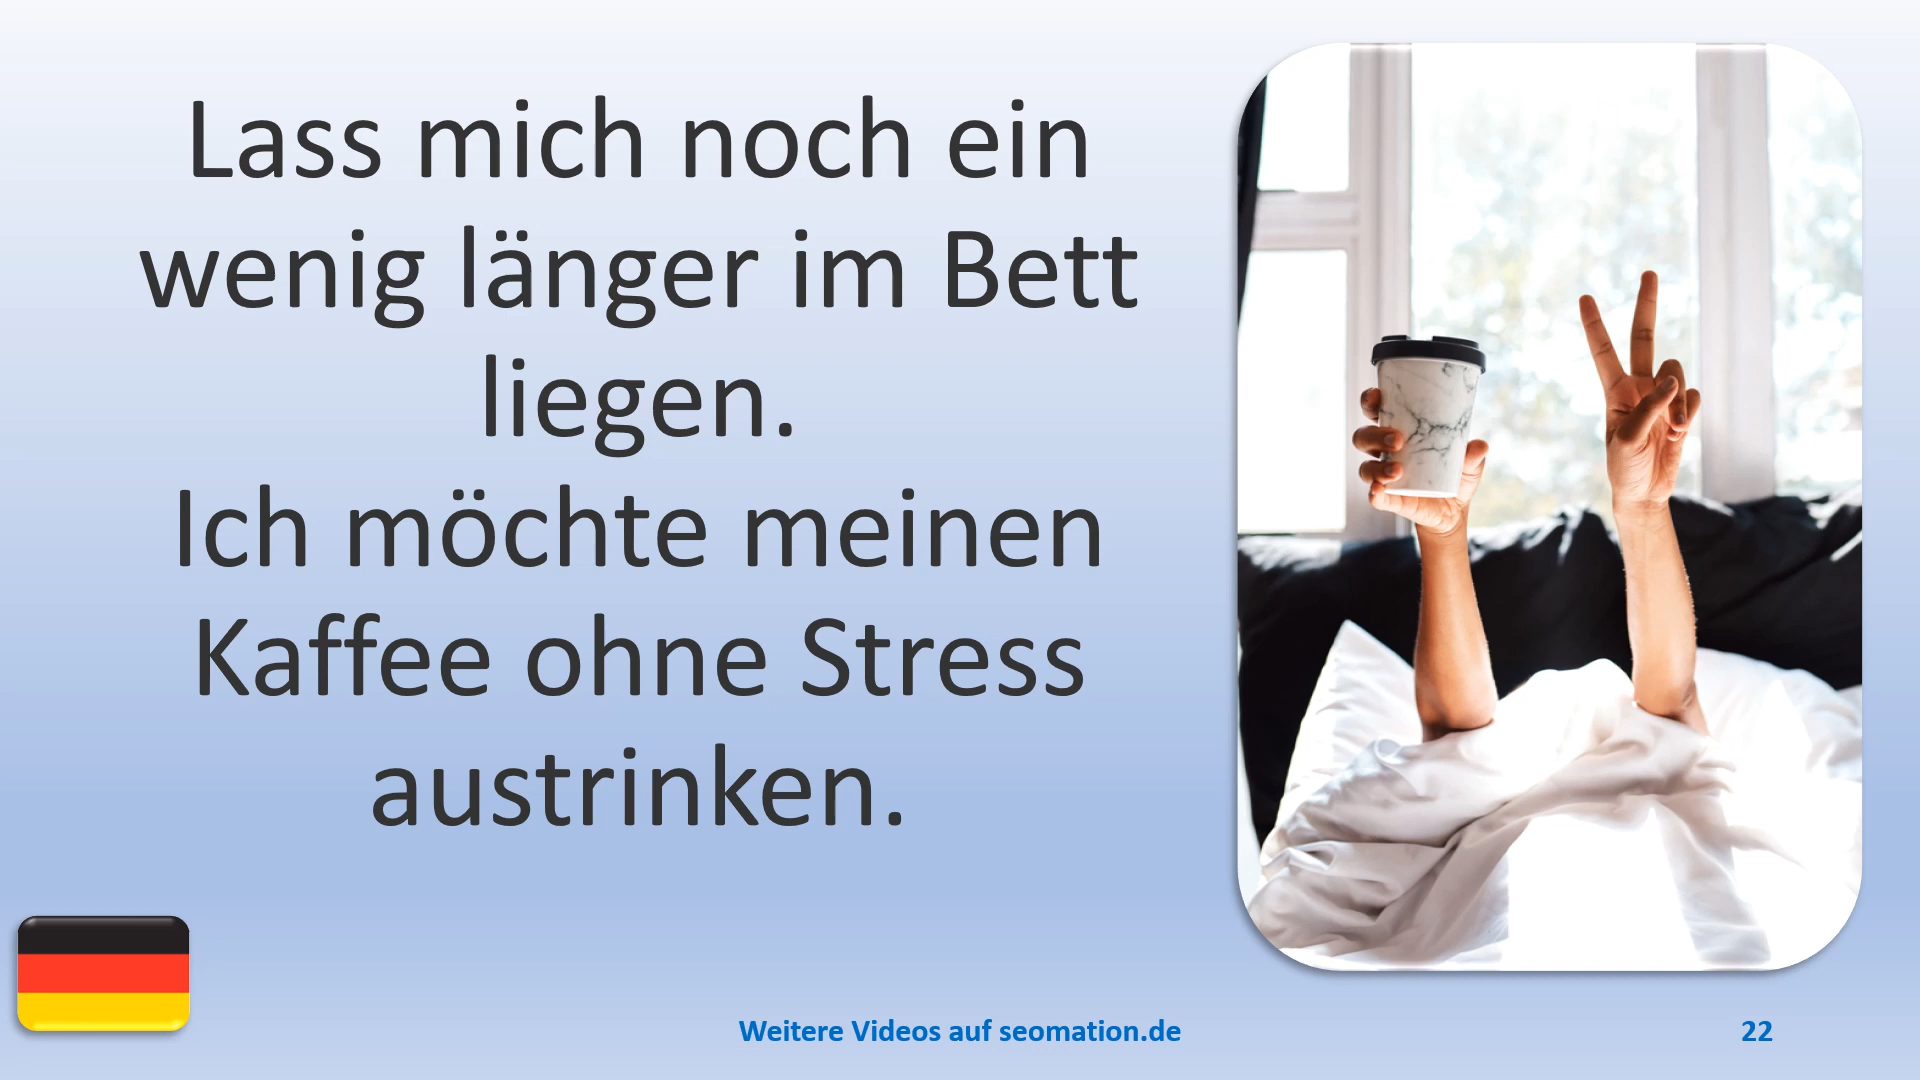 Lass mich noch ein
wenig länger im Bett
liegen.
Ich möchte meinen
Kaffee ohne Stress
austrinken.
Weitere Videos auf seomation.de
22